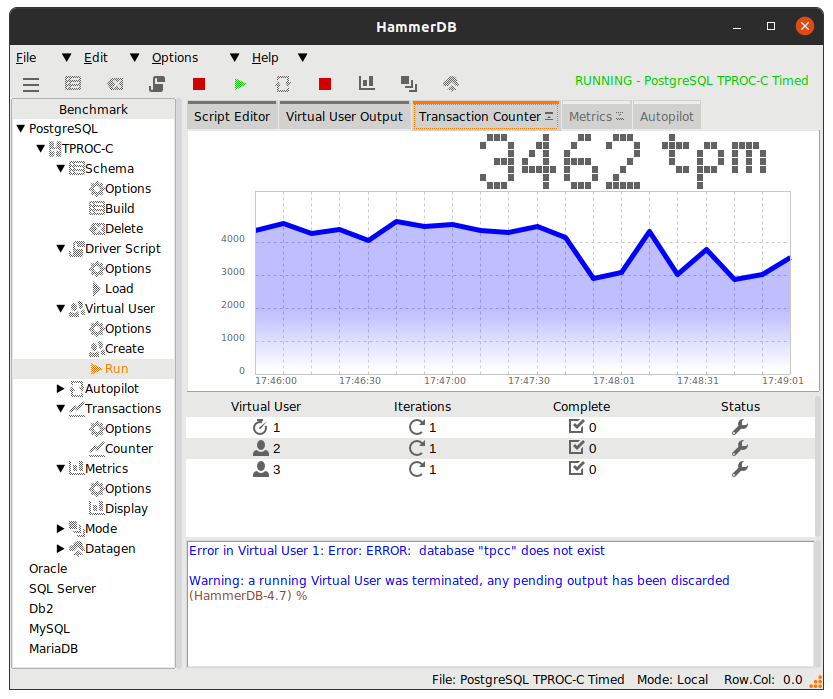 HammerDB
File Edit Options Help
RUNNING - PostgreSQL TPROC-C Timed
Benchmark
PostgreSQL
TPROC-C
Schema
Options
Build
Delete
Driver Script
Options
Load
Virtual User
Options
Create
Run
Autopilot
Transactions
Options
Counter
Metrics
Options
Display
Mode
Datagen
Oracle
SQL Server
Db2
MySQL
MariaDB
Script Editor Virtual User Output Transaction Counter Metrics Autopilot
3462 tpm
4000
3000
2000
1000
0
17:46:00 17:46:30 17:47:00 17:47:30 17:48:01 17:48:31 17:49:01
Virtual User Iterations Complete Status
1 1 0
2 1 0
3 1 0
Error in Virtual User 1: Error: ERROR:  database "tpcc" does not exist
Warning: a running Virtual User was terminated, any pending output has been discarded
(HammerDB-4.7) %
File: PostgreSQL TPROC-C Timed Mode: Local Row.Col: 0.0